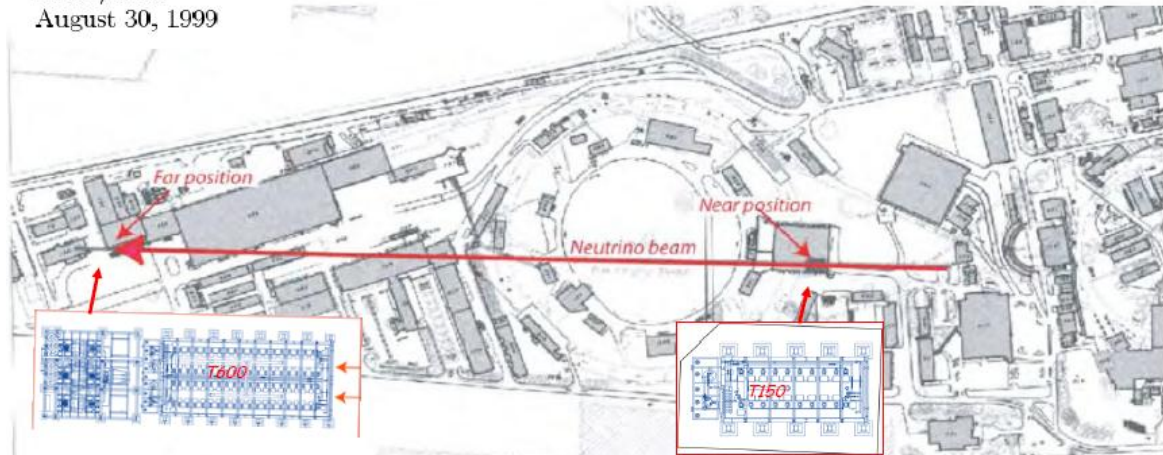 August 30, 1999
Far position
Near position
Neutrino beam
T600
T150